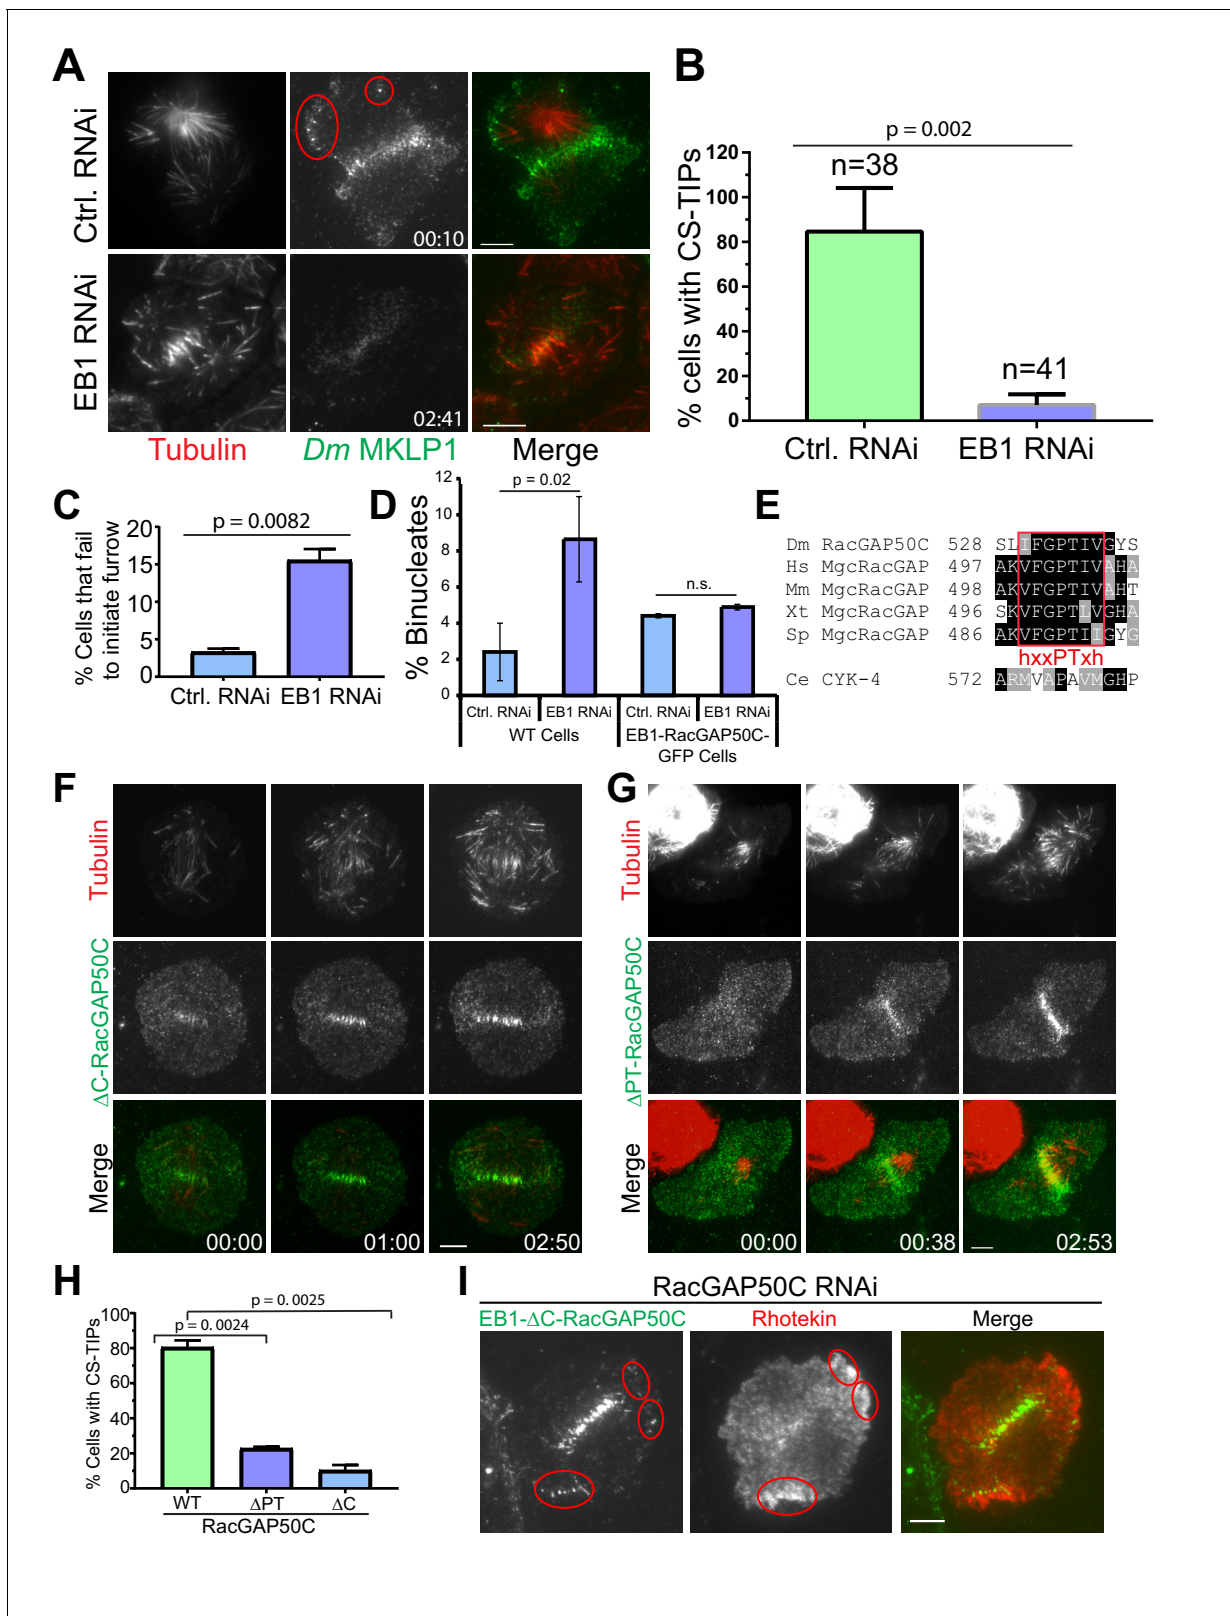 A
Ctrl. RNAi
00:10
EB1 RNAi
02:41
Tubulin
Dm MKLP1
Merge
B
p = 0.002
% cells with CS-TIPs
120
100
80
60
40
20
0
n=38
n=41
Ctrl. RNAi
EB1 RNAi
C
p = 0.0082
% Cells that fail
to initiate furrow
20
15
10
5
0
Ctrl. RNAi
EB1 RNAi
D
% Binucleates
12
10
8
6
4
2
0
p = 0.02
n.s.
Ctrl. RNAi
EB1 RNAi
Ctrl. RNAi
EB1 RNAi
WT Cells
EB1-RacGAP50C-
GFP Cells
E
Dm RacGAP50C 528 SLIFGPTIVGYS
Hs MgcRacGAP 497 AKVFGPTIVAHA
Mm MgcRacGAP 498 AKVFGPTIVAHT
Xt MgcRacGAP 496 SKVFGPTLVGHA
Sp MgcRacGAP 486 AKVFGPTIIGYG
hxxPTxh
Ce CYK-4 572 ARMVAPAVMGHP
F
Tubulin
ΔC-RacGAP50C
Merge
00:00
01:00
02:50
G
Tubulin
ΔPT-RacGAP50C
Merge
00:00
00:38
02:53
H
% Cells with CS-TIPs
100
80
60
40
20
0
p = 0.0025
p = 0.0024
WT
ΔPT
ΔC
RacGAP50C
I
RacGAP50C RNAi
EB1-ΔC-RacGAP50C
Rhotekin
Merge